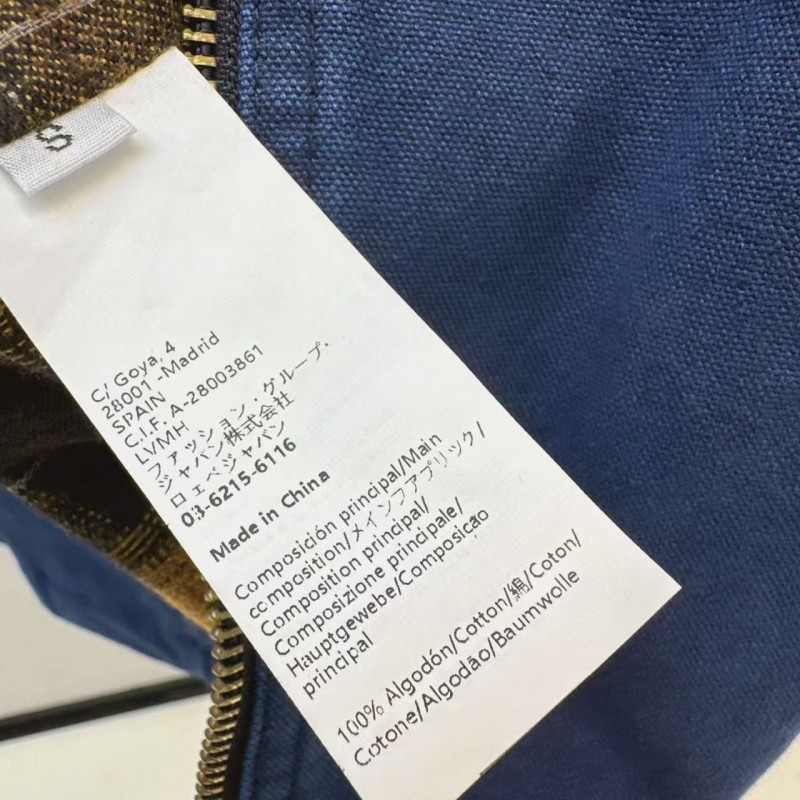 S
C/ Goya, 4
28001 -Madrid
SPAIN
C.I.F. A-28003861
LVMH
ファッション・グループ・
ジャパン株式会社
ロエベジャパン
03-6215-6116
Made in China
Composición principal/Main
composition/メインファアブリック/
Composition principal/
Composizione principale/
Hauptgewebe/Composicao
principal
100% Algodón/Cotton/綿/Coton/
Cotone/Algodão/Baumwolle